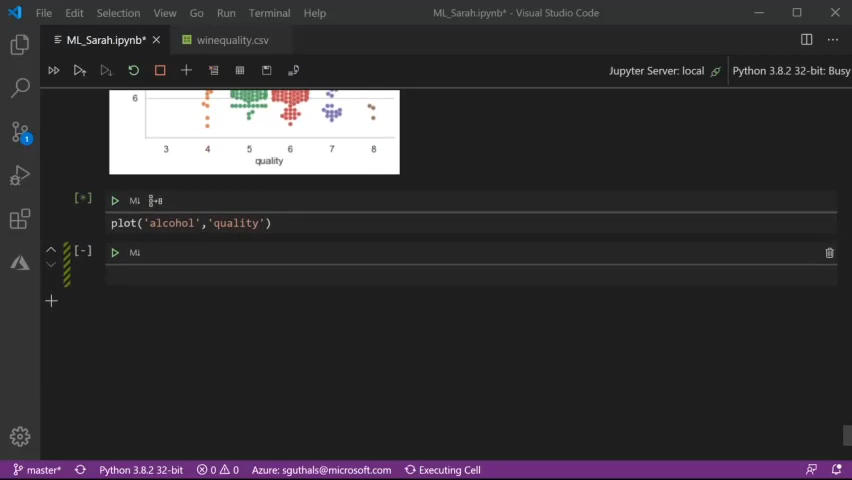 File Edit Selection View Go Run Terminal Help ML_Sarah.ipynb* - Visual Studio Code
ML_Sarah.ipynb* winequality.csv
Jupyter Server: local Python 3.8.2 32-bit: Busy
6
3 4 5 6 7 8
quality
1
[*] M↓
plot('alcohol','quality')
[-] M↓
master* Python 3.8.2 32-bit 0 0 Azure: sguthals@microsoft.com Executing Cell